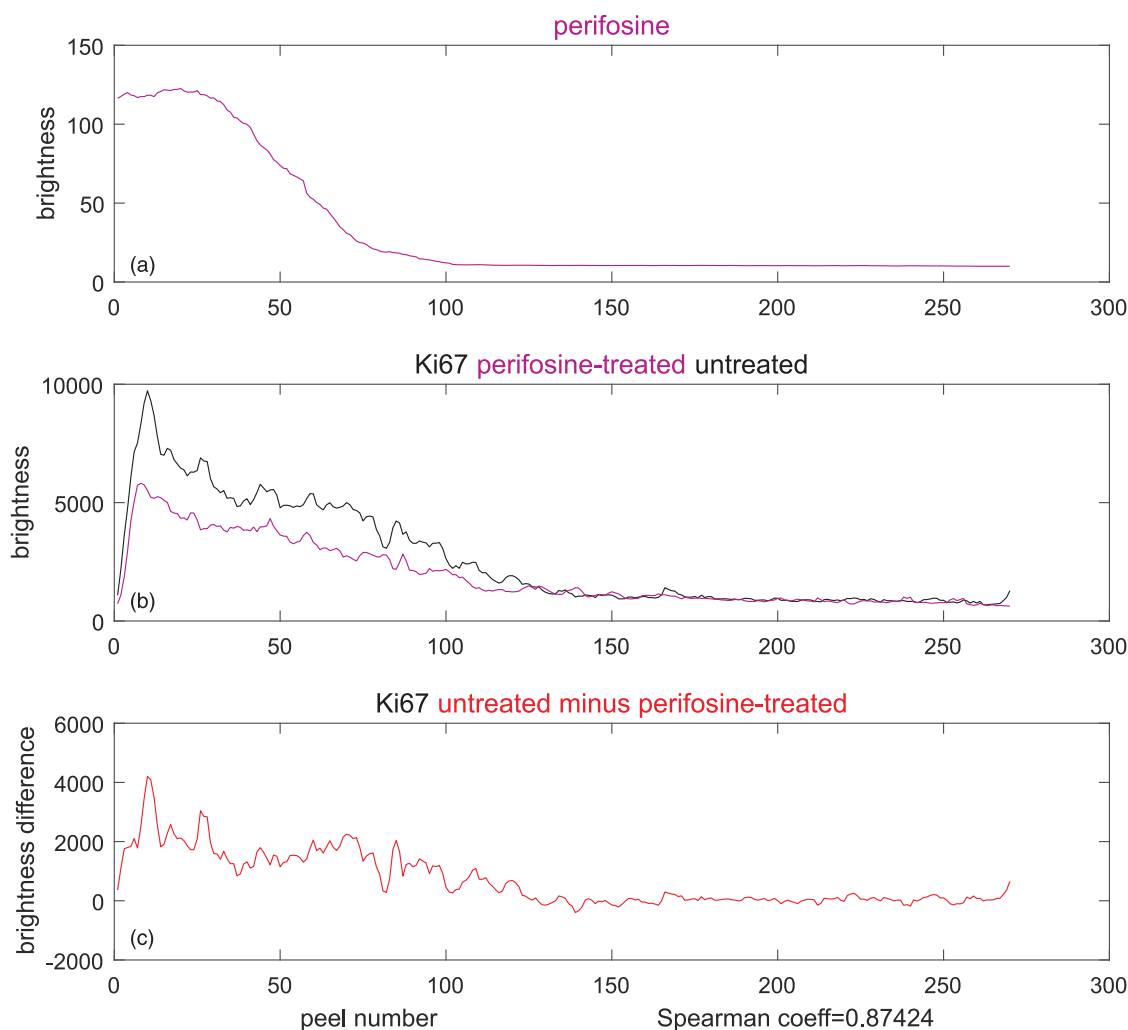 perifosine
150
100
50
0
brightness
(a)
0 50 100 150 200 250 300
Ki67 perifosine-treated untreated
10000
5000
0
brightness
(b)
0 50 100 150 200 250 300
Ki67 untreated minus perifosine-treated
6000
4000
2000
0
-2000
brightness difference
(c)
0 50 100 150 200 250 300
peel number Spearman coeff=0.87424